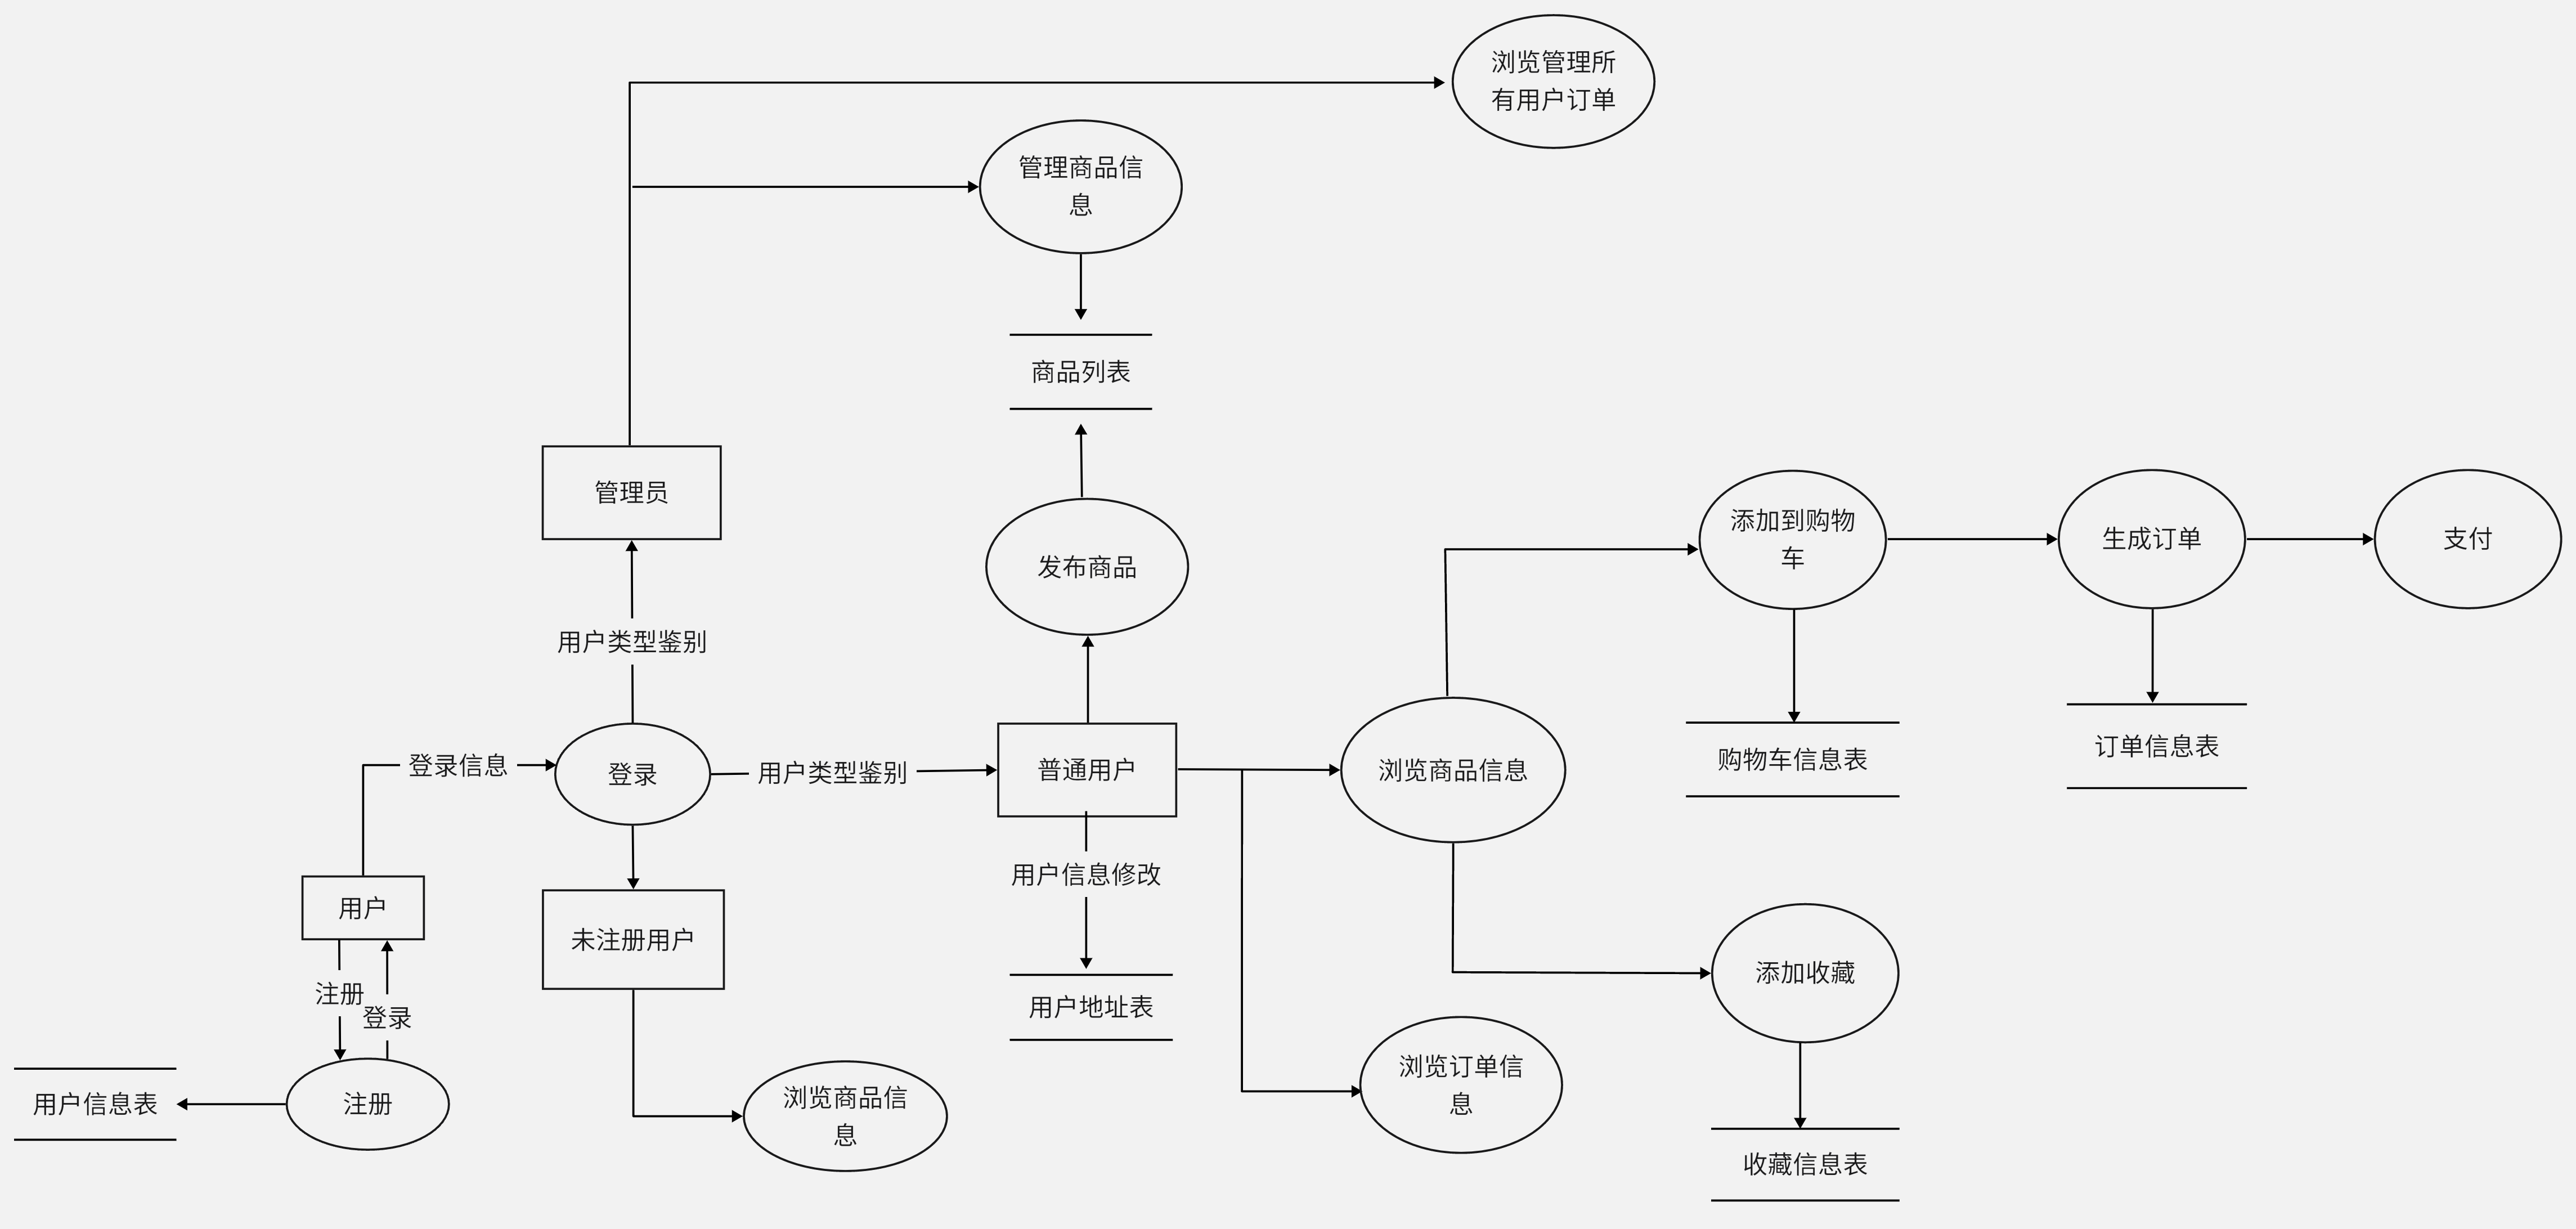 浏览管理所
有用户订单
管理商品信
息
商品列表
管理员
发布商品
添加到购物
车
生成订单
支付
用户类型鉴别
登录信息
登录
用户类型鉴别
普通用户
浏览商品信息
购物车信息表
订单信息表
用户信息修改
用户
未注册用户
注册
登录
用户地址表
添加收藏
用户信息表
注册
浏览商品信
息
浏览订单信
息
收藏信息表